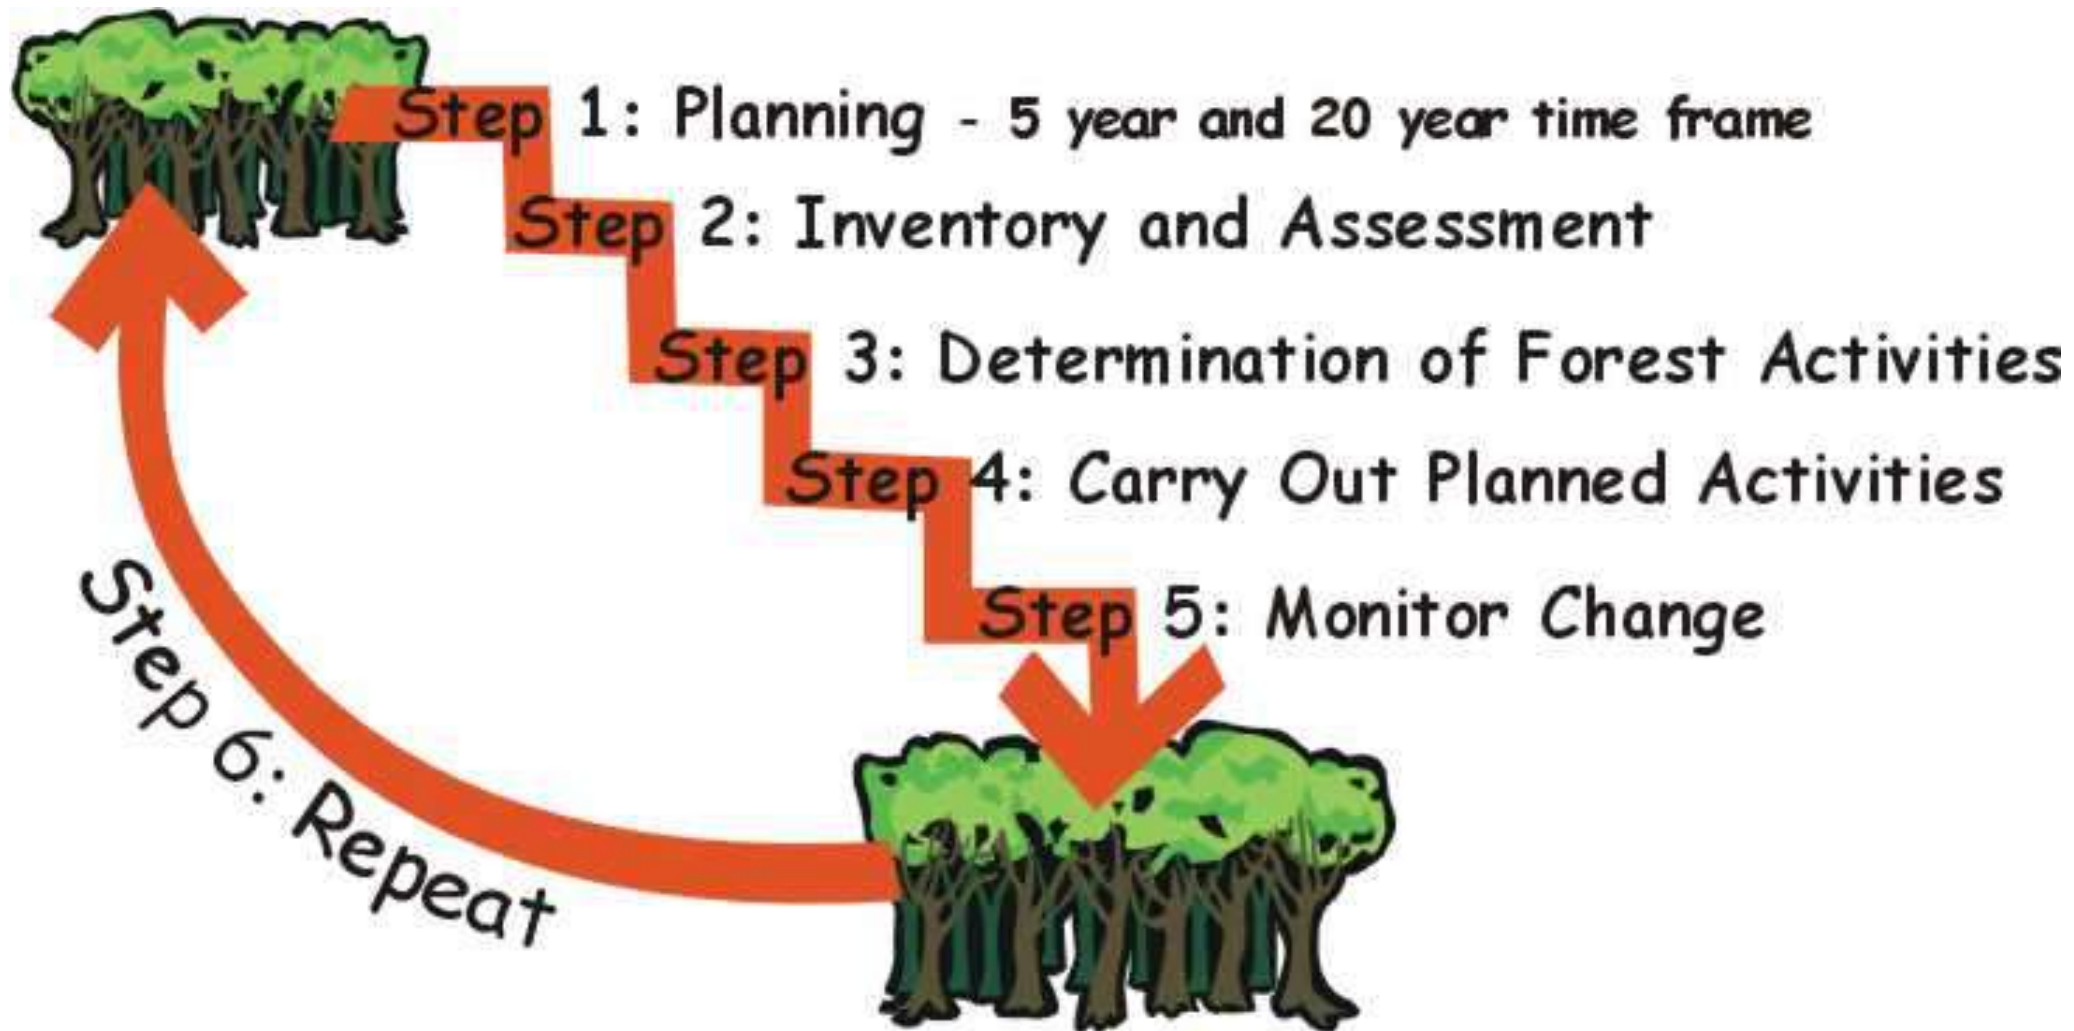 Step 1: Planning - 5 year and 20 year time frame
Step 2: Inventory and Assessment
Step 3: Determination of Forest Activities
Step 4: Carry Out Planned Activities
Step 5: Monitor Change
Step 6: Repeat